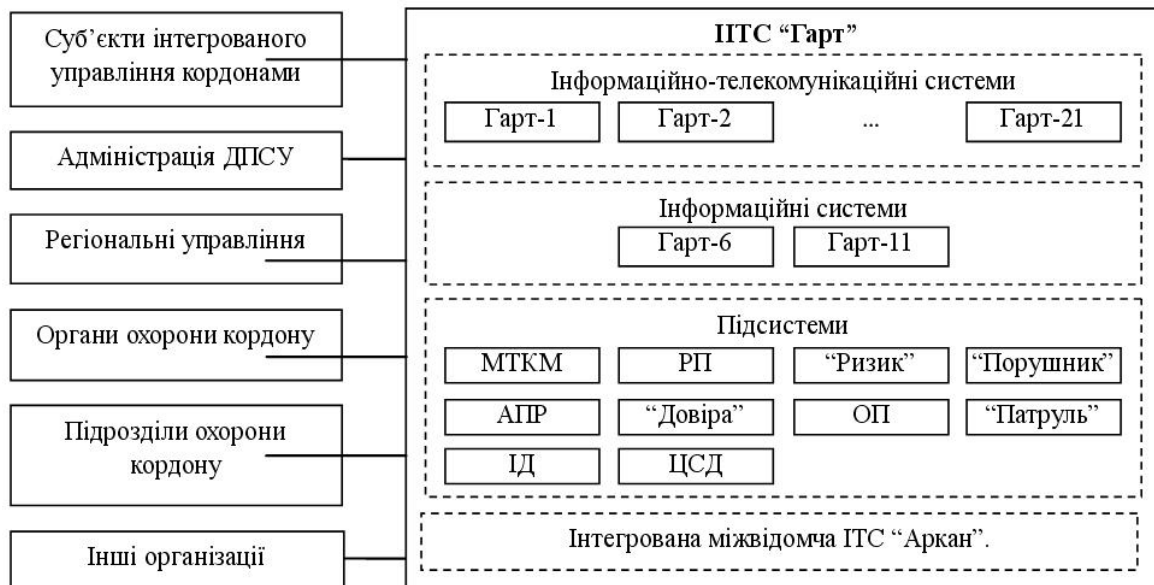 Суб’єкти інтегрованого
управління кордонами
Адміністрація ДПСУ
Регіональні управління
Органи охорони кордону
Підрозділи охорони
кордону
Інші організації
ІІТС “Гарт”
Інформаційно-телекомунікаційні системи
Гарт-1
Гарт-2
...
Гарт-21
Інформаційні системи
Гарт-6
Гарт-11
Підсистеми
МТКМ
РП
“Ризик”
“Порушник”
АПР
“Довіра”
ОП
“Патруль”
ІД
ЦСД
Інтегрована міжвідомча ІТС “Аркан”.